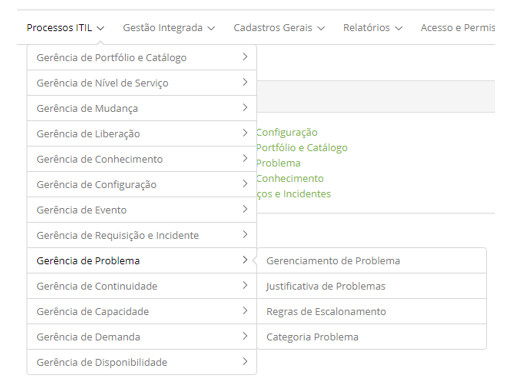 Processos ITIL Gestão Integrada Cadastros Gerais Relatórios Acesso e Permis
Gerência de Portfólio e Catálogo
Gerência de Nível de Serviço
Gerência de Mudança
Gerência de Liberação
Gerência de Conhecimento
Gerência de Configuração
Gerência de Evento
Gerência de Requisição e Incidente
Gerência de Problema
Gerência de Continuidade
Gerência de Capacidade
Gerência de Demanda
Gerência de Disponibilidade
Configuração
Portfólio e Catálogo
Problema
Conhecimento
ços e Incidentes
Gerenciamento de Problema
Justificativa de Problemas
Regras de Escalonamento
Categoria Problema